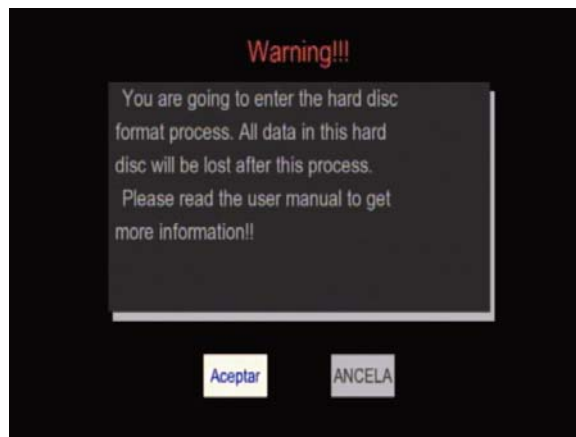 Warning!!!
You are going to enter the hard disc
format process. All data in this hard
disc will be lost after this process.
Please read the user manual to get
more information!!
Aceptar
ANCELA